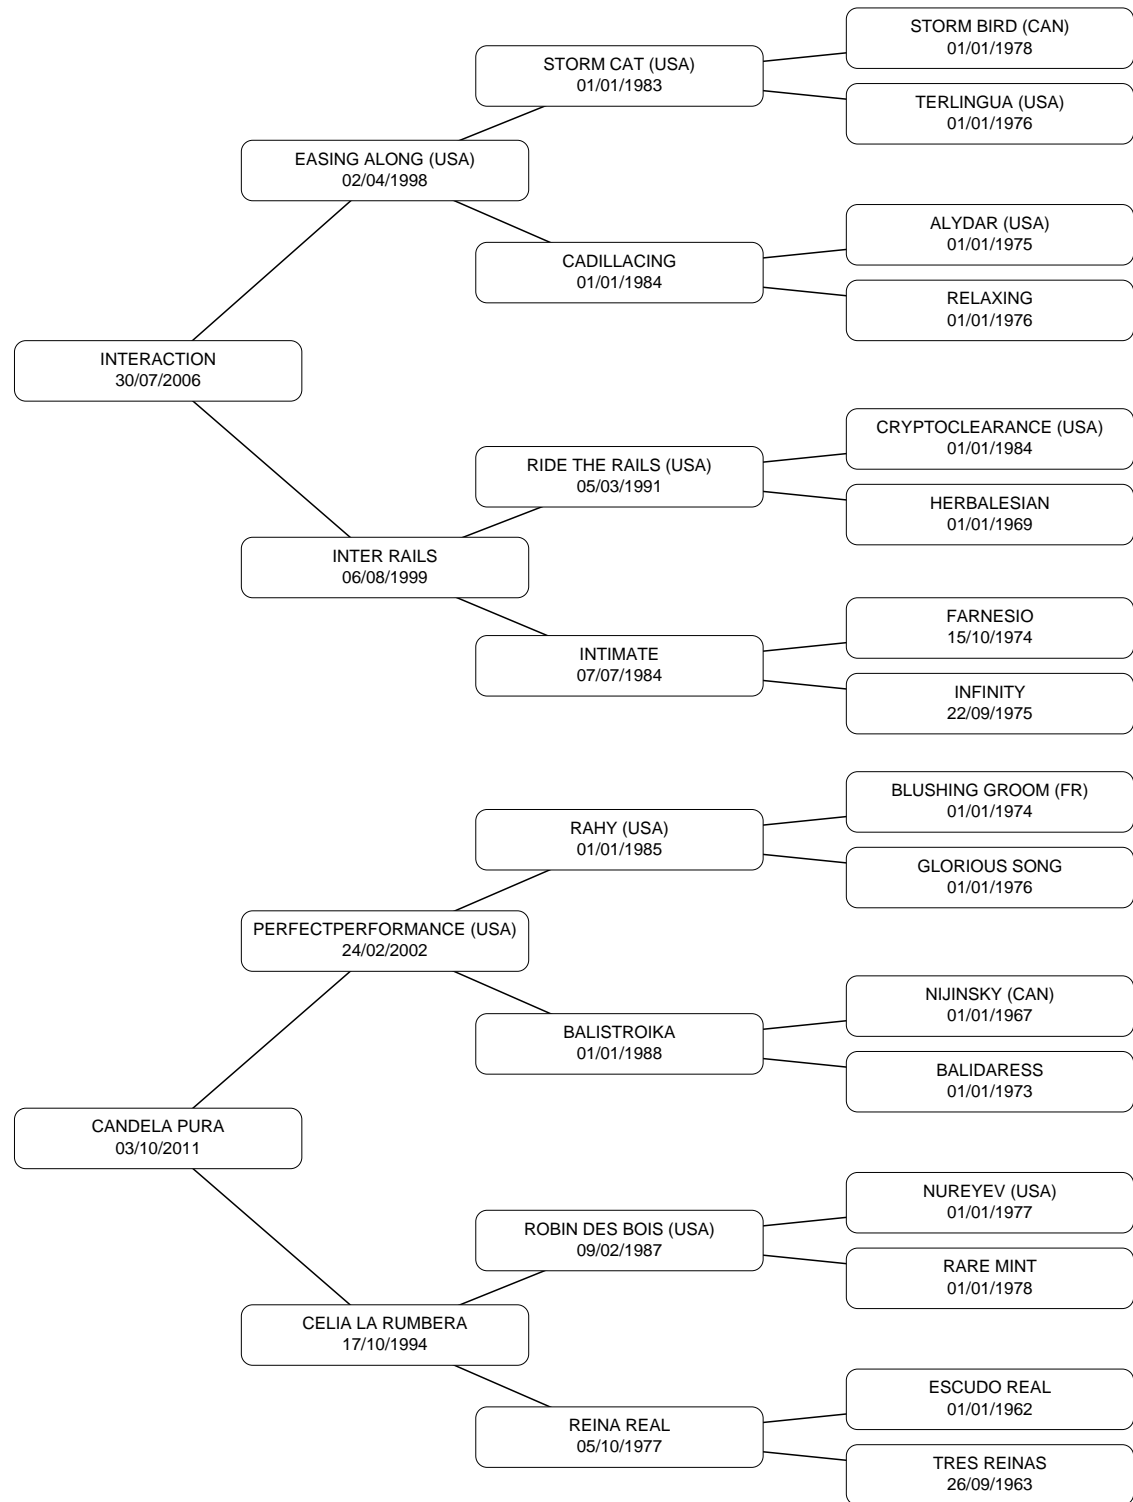 STORM BIRD (CAN)
01/01/1978
STORM CAT (USA)
01/01/1983
TERLINGUA (USA)
01/01/1976
EASING ALONG (USA)
02/04/1998
ALYDAR (USA)
01/01/1975
CADILLACING
01/01/1984
RELAXING
01/01/1976
INTERACTION
30/07/2006
CRYPTOCLEARANCE (USA)
01/01/1984
RIDE THE RAILS (USA)
05/03/1991
HERBALESIAN
01/01/1969
INTER RAILS
06/08/1999
FARNESIO
15/10/1974
INTIMATE
07/07/1984
INFINITY
22/09/1975
BLUSHING GROOM (FR)
01/01/1974
RAHY (USA)
01/01/1985
GLORIOUS SONG
01/01/1976
PERFECTPERFORMANCE (USA)
24/02/2002
NIJINSKY (CAN)
01/01/1967
BALISTROIKA
01/01/1988
BALIDARESS
01/01/1973
CANDELA PURA
03/10/2011
NUREYEV (USA)
01/01/1977
ROBIN DES BOIS (USA)
09/02/1987
RARE MINT
01/01/1978
CELIA LA RUMBERA
17/10/1994
ESCUDO REAL
01/01/1962
REINA REAL
05/10/1977
TRES REINAS
26/09/1963